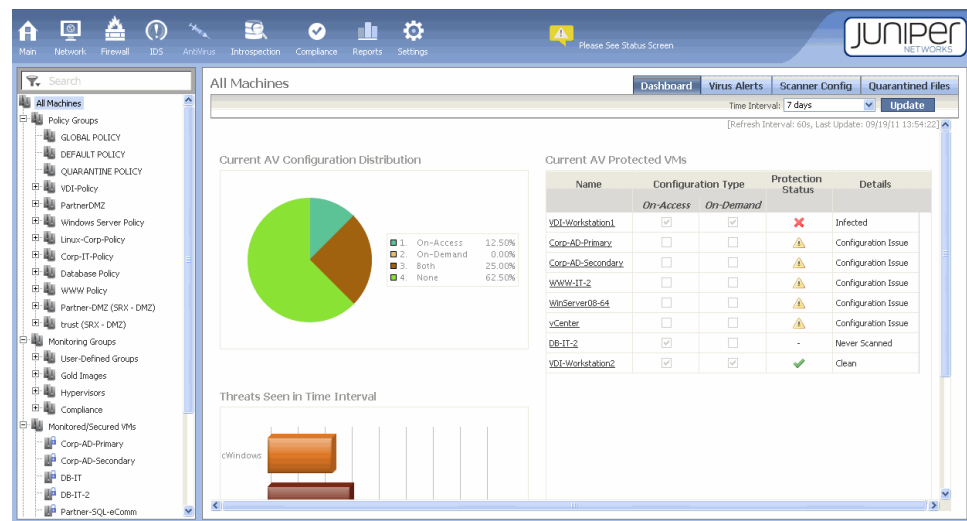 Main Network Firewall IDS AntiVirus Introspection Compliance Reports Settings
Please See Status Screen
JUNIPER
NETWORKS
Search
All Machines
Policy Groups
GLOBAL POLICY
DEFAULT POLICY
QUARANTINE POLICY
VDI-Policy
PartnerDMZ
Windows Server Policy
Linux-Corp-Policy
Corp-IT-Policy
Database Policy
WWW Policy
Partner-DMZ (SRX - DMZ)
trust (SRX - DMZ)
Monitoring Groups
User-Defined Groups
Gold Images
Hypervisors
Compliance
Monitored/Secured VMs
Corp-AD-Primary
Corp-AD-Secondary
DB-IT
DB-IT-2
Partner-SQL-eComm
All Machines
Dashboard Virus Alerts Scanner Config Quarantined Files
Time Interval: 7 days Update
[Refresh Interval: 60s, Last Update: 09/19/11 13:54:22]
Current AV Configuration Distribution
1. On-Access 12.50%
2. On-Demand 0.00%
3. Both 25.00%
4. None 62.50%
Threats Seen in Time Interval
cWindows
Current AV Protected VMs
Name Configuration Type Protection Status Details
On-Access On-Demand
VDI-Workstation1 Infected
Corp-AD-Primary Configuration Issue
Corp-AD-Secondary Configuration Issue
WWW-IT-2 Configuration Issue
WinServer08-64 Configuration Issue
vCenter Configuration Issue
DB-IT-2 - Never Scanned
VDI-Workstation2 Clean